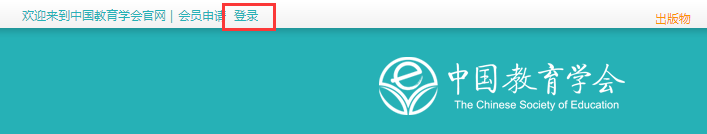 欢迎来到中国教育学会官网 | 会员申请 登录
出版物
中国教育学会
The Chinese Society of Education